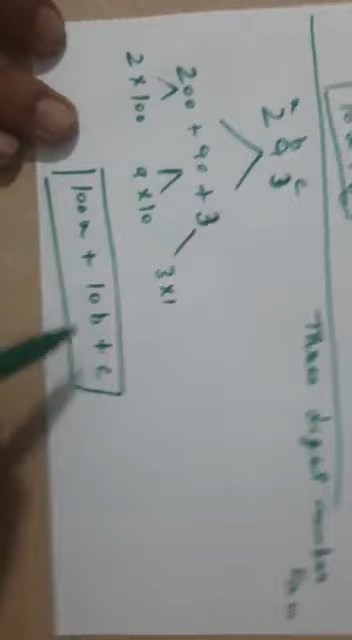 Three digit number
a b c
2 9 3
200 + 90 + 3
2 x 100 9 x 10 3 x 1
100a + 10b + c